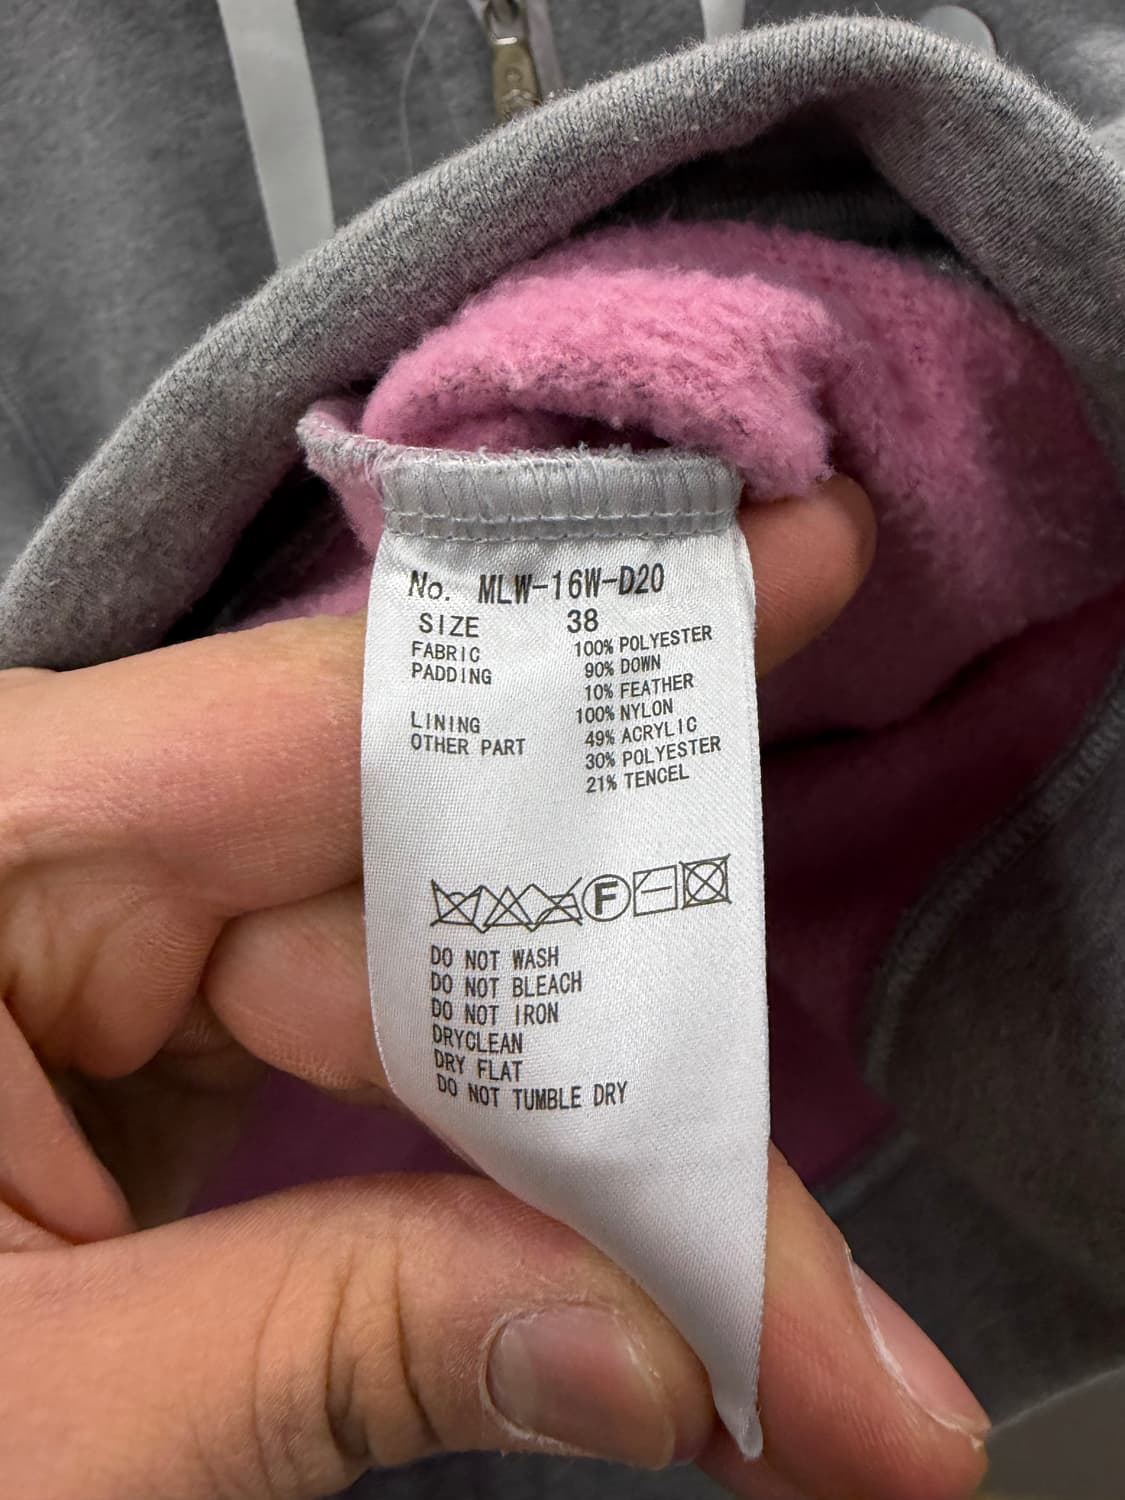 No. MLW-16W-D20
SIZE 38
FABRIC 100% POLYESTER
PADDING 90% DOWN
10% FEATHER
LINING 100% NYLON
OTHER PART 49% ACRYLIC
30% POLYESTER
21% TENCEL
F
DO NOT WASH
DO NOT BLEACH
DO NOT IRON
DRYCLEAN
DRY FLAT
DO NOT TUMBLE DRY